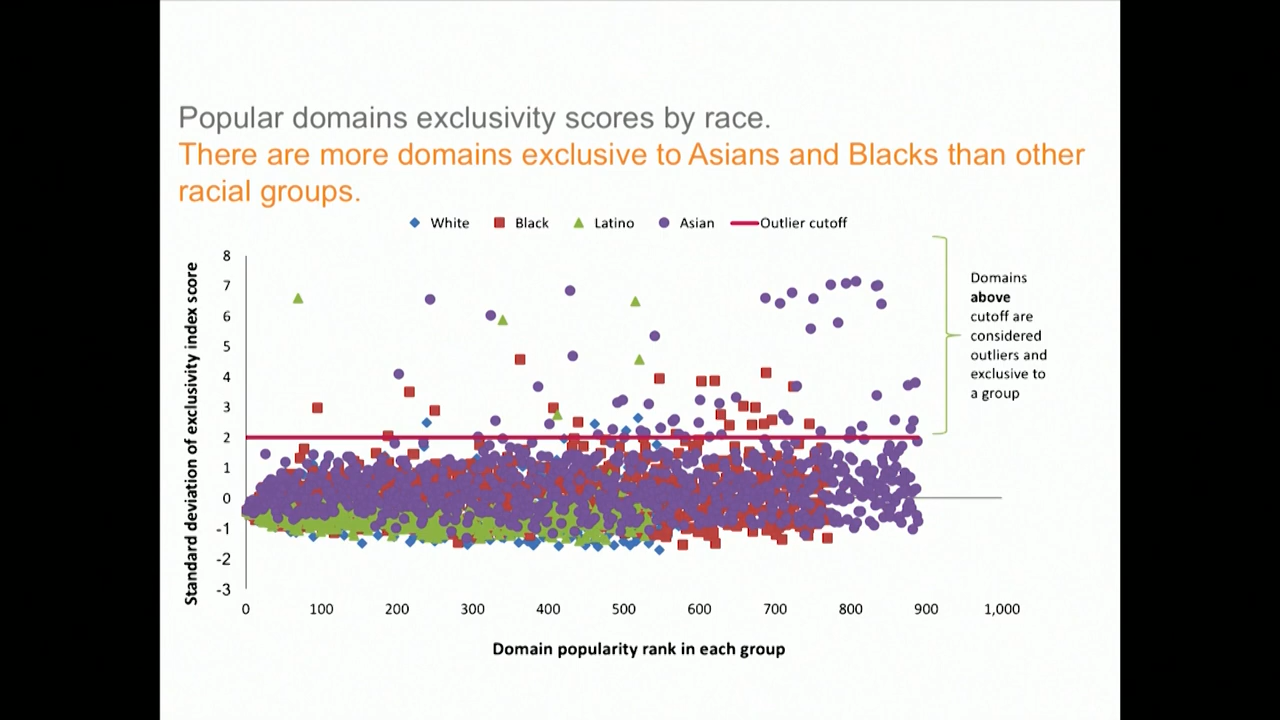 Popular domains exclusivity scores by race.
There are more domains exclusive to Asians and Blacks than other
racial groups.
White Black Latino Asian Outlier cutoff
Standard deviation of exclusivity index score
8
7
6
5
4
3
2
1
0
-1
-2
-3
0 100 200 300 400 500 600 700 800 900 1,000
Domain popularity rank in each group
Domains
above
cutoff are
considered
outliers and
exclusive to
a group